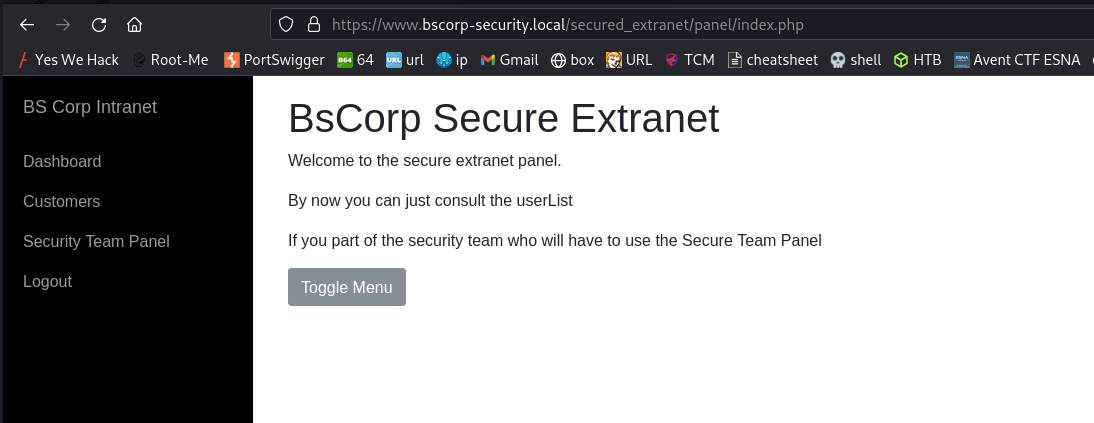 https://www.bscorp-security.local/secured_extranet/panel/index.php
Yes We Hack Root-Me PortSwigger B64 64 URL url ip Gmail box URL TCM cheatsheet shell HTB Avent CTF ESNA
BS Corp Intranet
Dashboard
Customers
Security Team Panel
Logout
BsCorp Secure Extranet
Welcome to the secure extranet panel.
By now you can just consult the userList
If you part of the security team who will have to use the Secure Team Panel
Toggle Menu